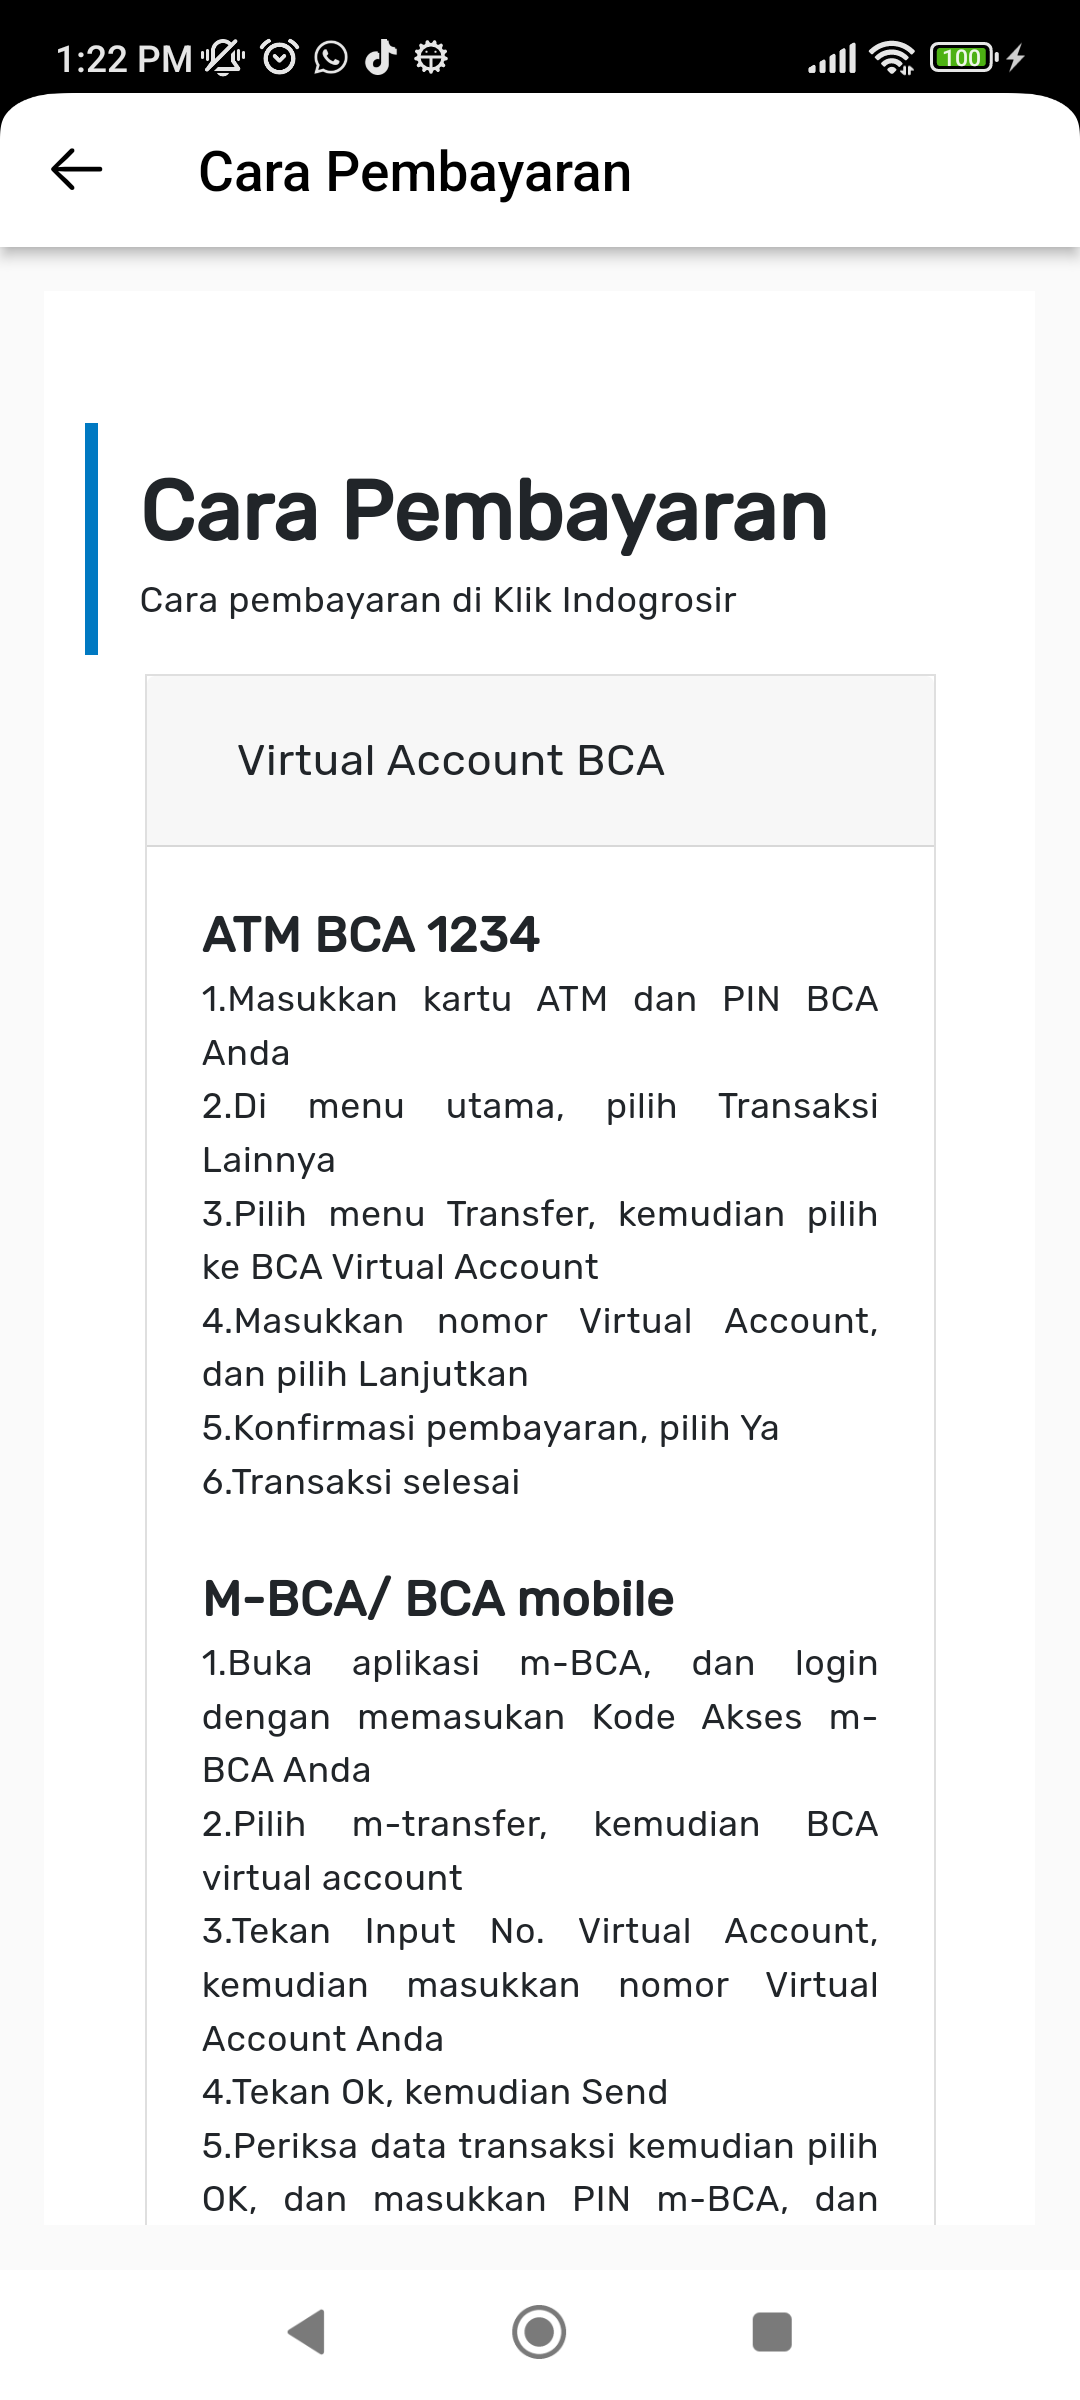 1:22 PM
100
Cara Pembayaran
Cara Pembayaran
Cara pembayaran di Klik Indogrosir
Virtual Account BCA
ATM BCA 1234
1.Masukkan kartu ATM dan PIN BCA
Anda
2.Di menu utama, pilih Transaksi
Lainnya
3.Pilih menu Transfer, kemudian pilih
ke BCA Virtual Account
4.Masukkan nomor Virtual Account,
dan pilih Lanjutkan
5.Konfirmasi pembayaran, pilih Ya
6.Transaksi selesai
M-BCA/ BCA mobile
1.Buka aplikasi m-BCA, dan login
dengan memasukan Kode Akses m-
BCA Anda
2.Pilih m-transfer, kemudian BCA
virtual account
3.Tekan Input No. Virtual Account,
kemudian masukkan nomor Virtual
Account Anda
4.Tekan Ok, kemudian Send
5.Periksa data transaksi kemudian pilih
OK, dan masukkan PIN m-BCA, dan